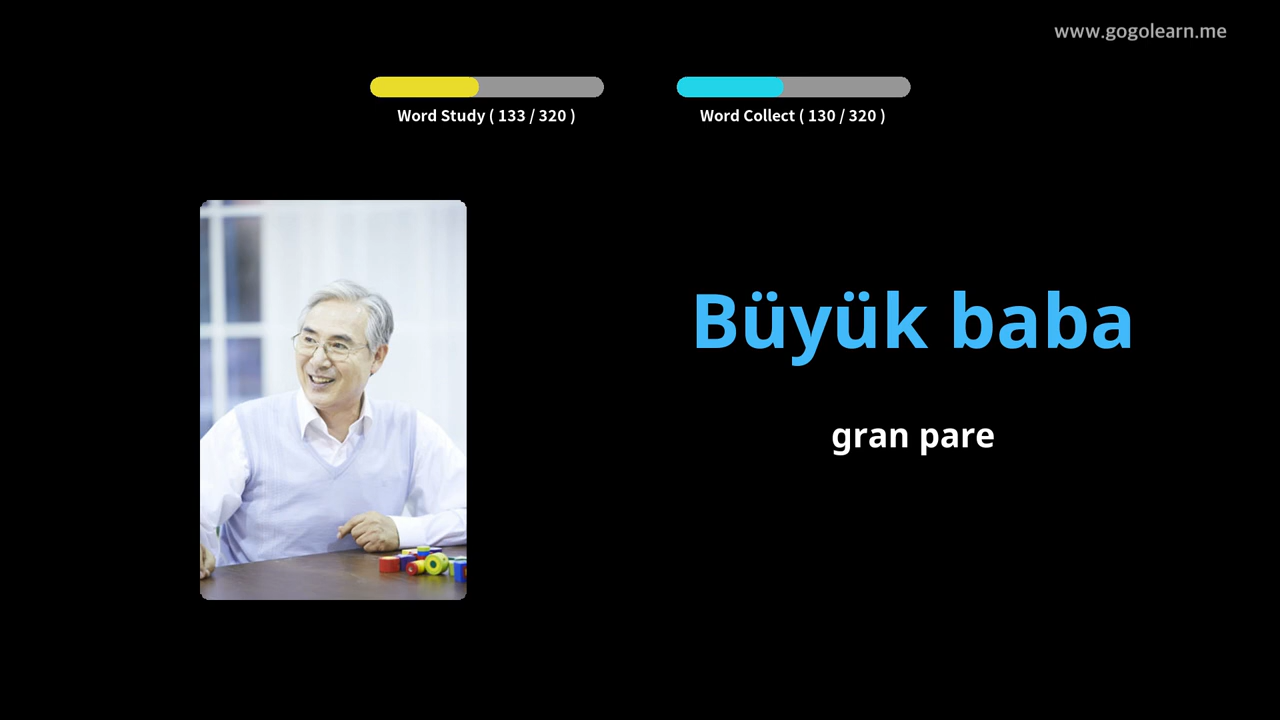 www.gogolearn.me
Word Study ( 133 / 320 )
Word Collect ( 130 / 320 )
Büyük baba
gran pare